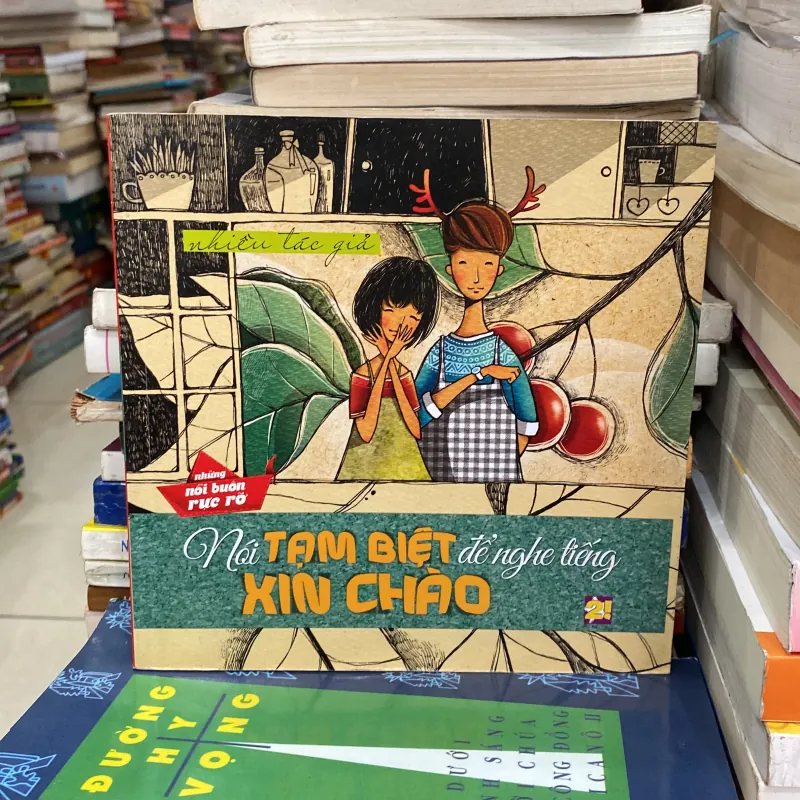 nhiều tác giả
những
nỗi buồn
rực rỡ
Nói TẠM BIỆT để nghe tiếng
XIN CHÀO
2!
ĐƯỜNG
HY
VỌNG
DƯỚI